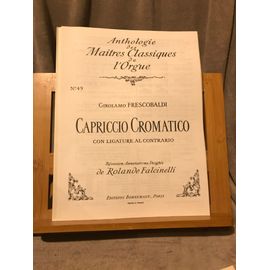 Anthologie
des
Maîtres Classiques
de
l'Orgue
N° 49
GIROLAMO FRESCOBALDI
CAPRICCIO CROMATICO
CON LIGATURE AL CONTRARIO
Révision, Annotations, Doigtés
de Rolande Falcinelli
EDITIONS BORNEMANN, PARIS